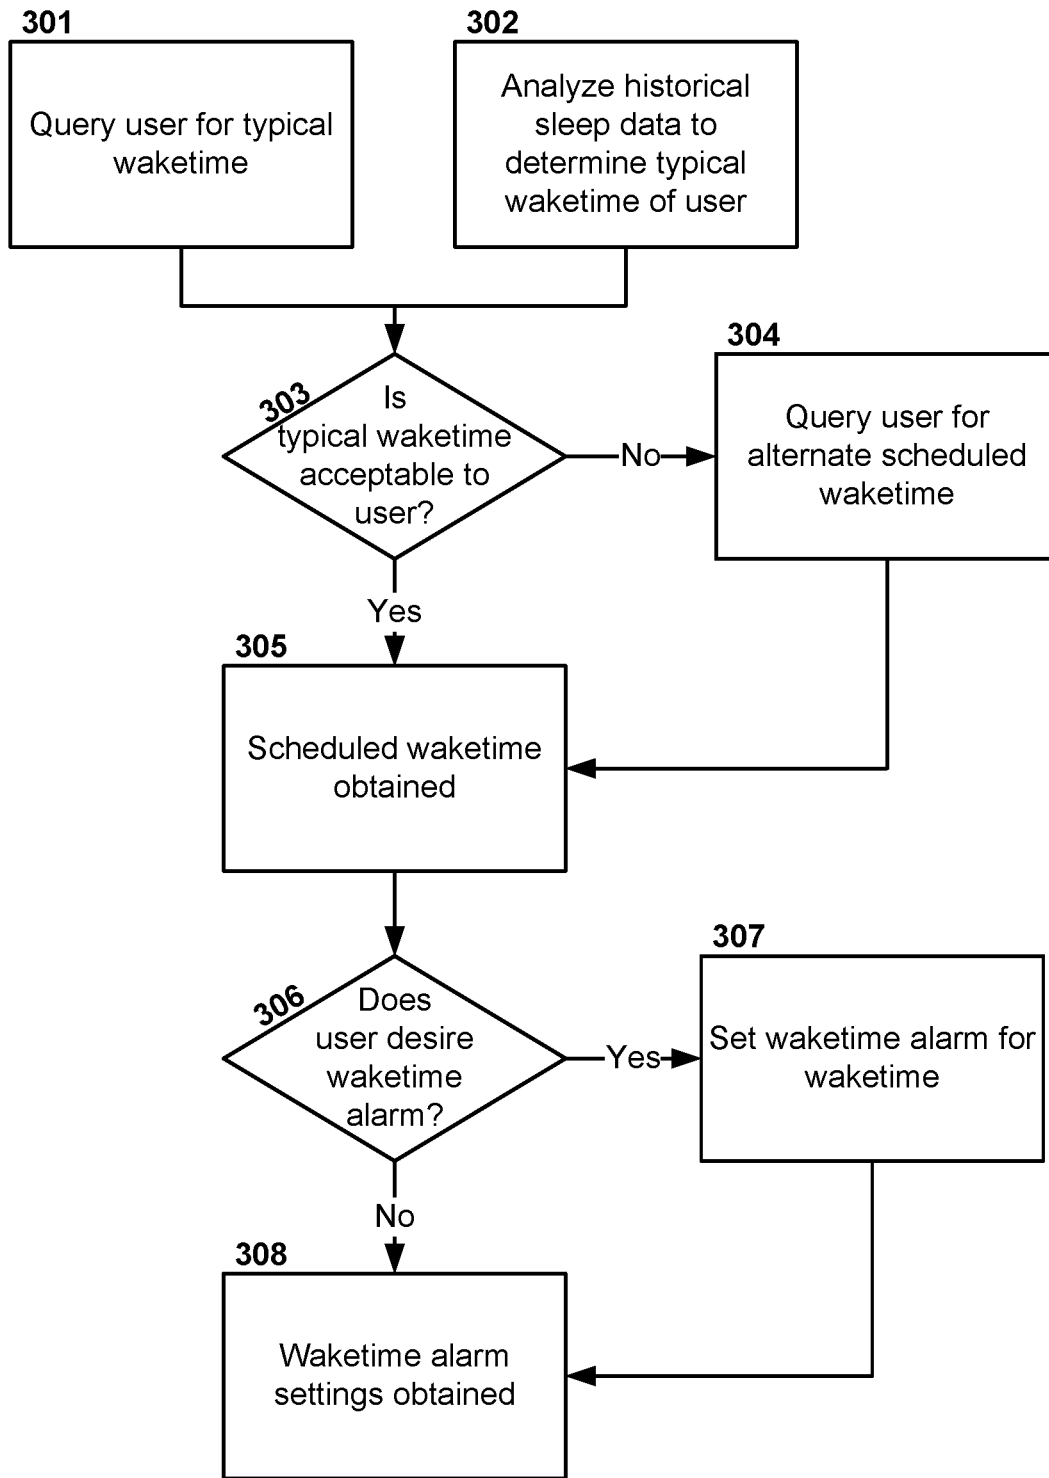 301
Query user for typical
waketime
302
Analyze historical
sleep data to
determine typical
waketime of user
303
Is
typical waketime
acceptable to
user?
No
304
Query user for
alternate scheduled
waketime
Yes
305
Scheduled waketime
obtained
306
Does
user desire
waketime
alarm?
Yes
307
Set waketime alarm for
waketime
No
308
Waketime alarm
settings obtained